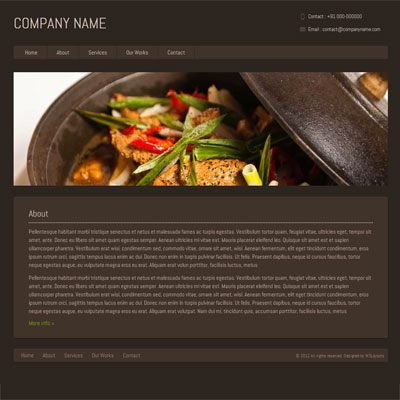 COMPANY NAME
Contact : +91 000-000000
Email : contact@companyname.com
Home About Services Our Works Contact
About
Pellentesque habitant morbi tristique senectus et netus et malesuada fames ac turpis egestas. Vestibulum tortor quam, feugiat vitae, ultricies eget, tempor sit
amet, ante. Donec eu libero sit amet quam egestas semper. Aenean ultricies mi vitae est. Mauris placerat eleifend leo. Quisque sit amet est et sapien
ullamcorper pharetra. Vestibulum erat wisi, condimentum sed, commodo vitae, ornare sit amet, wisi. Aenean fermentum, elit eget tincidunt condimentum, eros
ipsum rutrum orci, sagittis tempus lacus enim ac dui. Donec non enim in turpis pulvinar facilisis. Ut felis. Praesent dapibus, neque id cursus faucibus, tortor
neque egestas augue, eu vulputate magna eros eu erat. Aliquam erat volutpat.
Pellentesque habitant morbi tristique senectus et netus et malesuada fames ac turpis egestas. Vestibulum tortor quam, feugiat vitae, ultricies eget, tempor sit
amet, ante. Donec eu libero sit amet quam egestas semper. Aenean ultricies mi vitae est. Mauris placerat eleifend leo. Quisque sit amet est et sapien
ullamcorper pharetra. Vestibulum erat wisi, condimentum sed, commodo vitae, ornare sit amet, wisi. Aenean fermentum, elit eget tincidunt condimentum, eros
ipsum rutrum orci, sagittis tempus lacus enim ac dui. Donec non enim in turpis pulvinar facilisis. Ut felis. Praesent dapibus, neque id cursus faucibus, tortor
neque egestas augue, eu vulputate magna eros eu erat. Aliquam erat volutpat. Nam dui mi, tincidunt quis, accumsan porttitor, facilisis luctus, metus
More info »
Home About Services Our Works Contact
© 2012 All rights reserved. Designed by W3Layouts